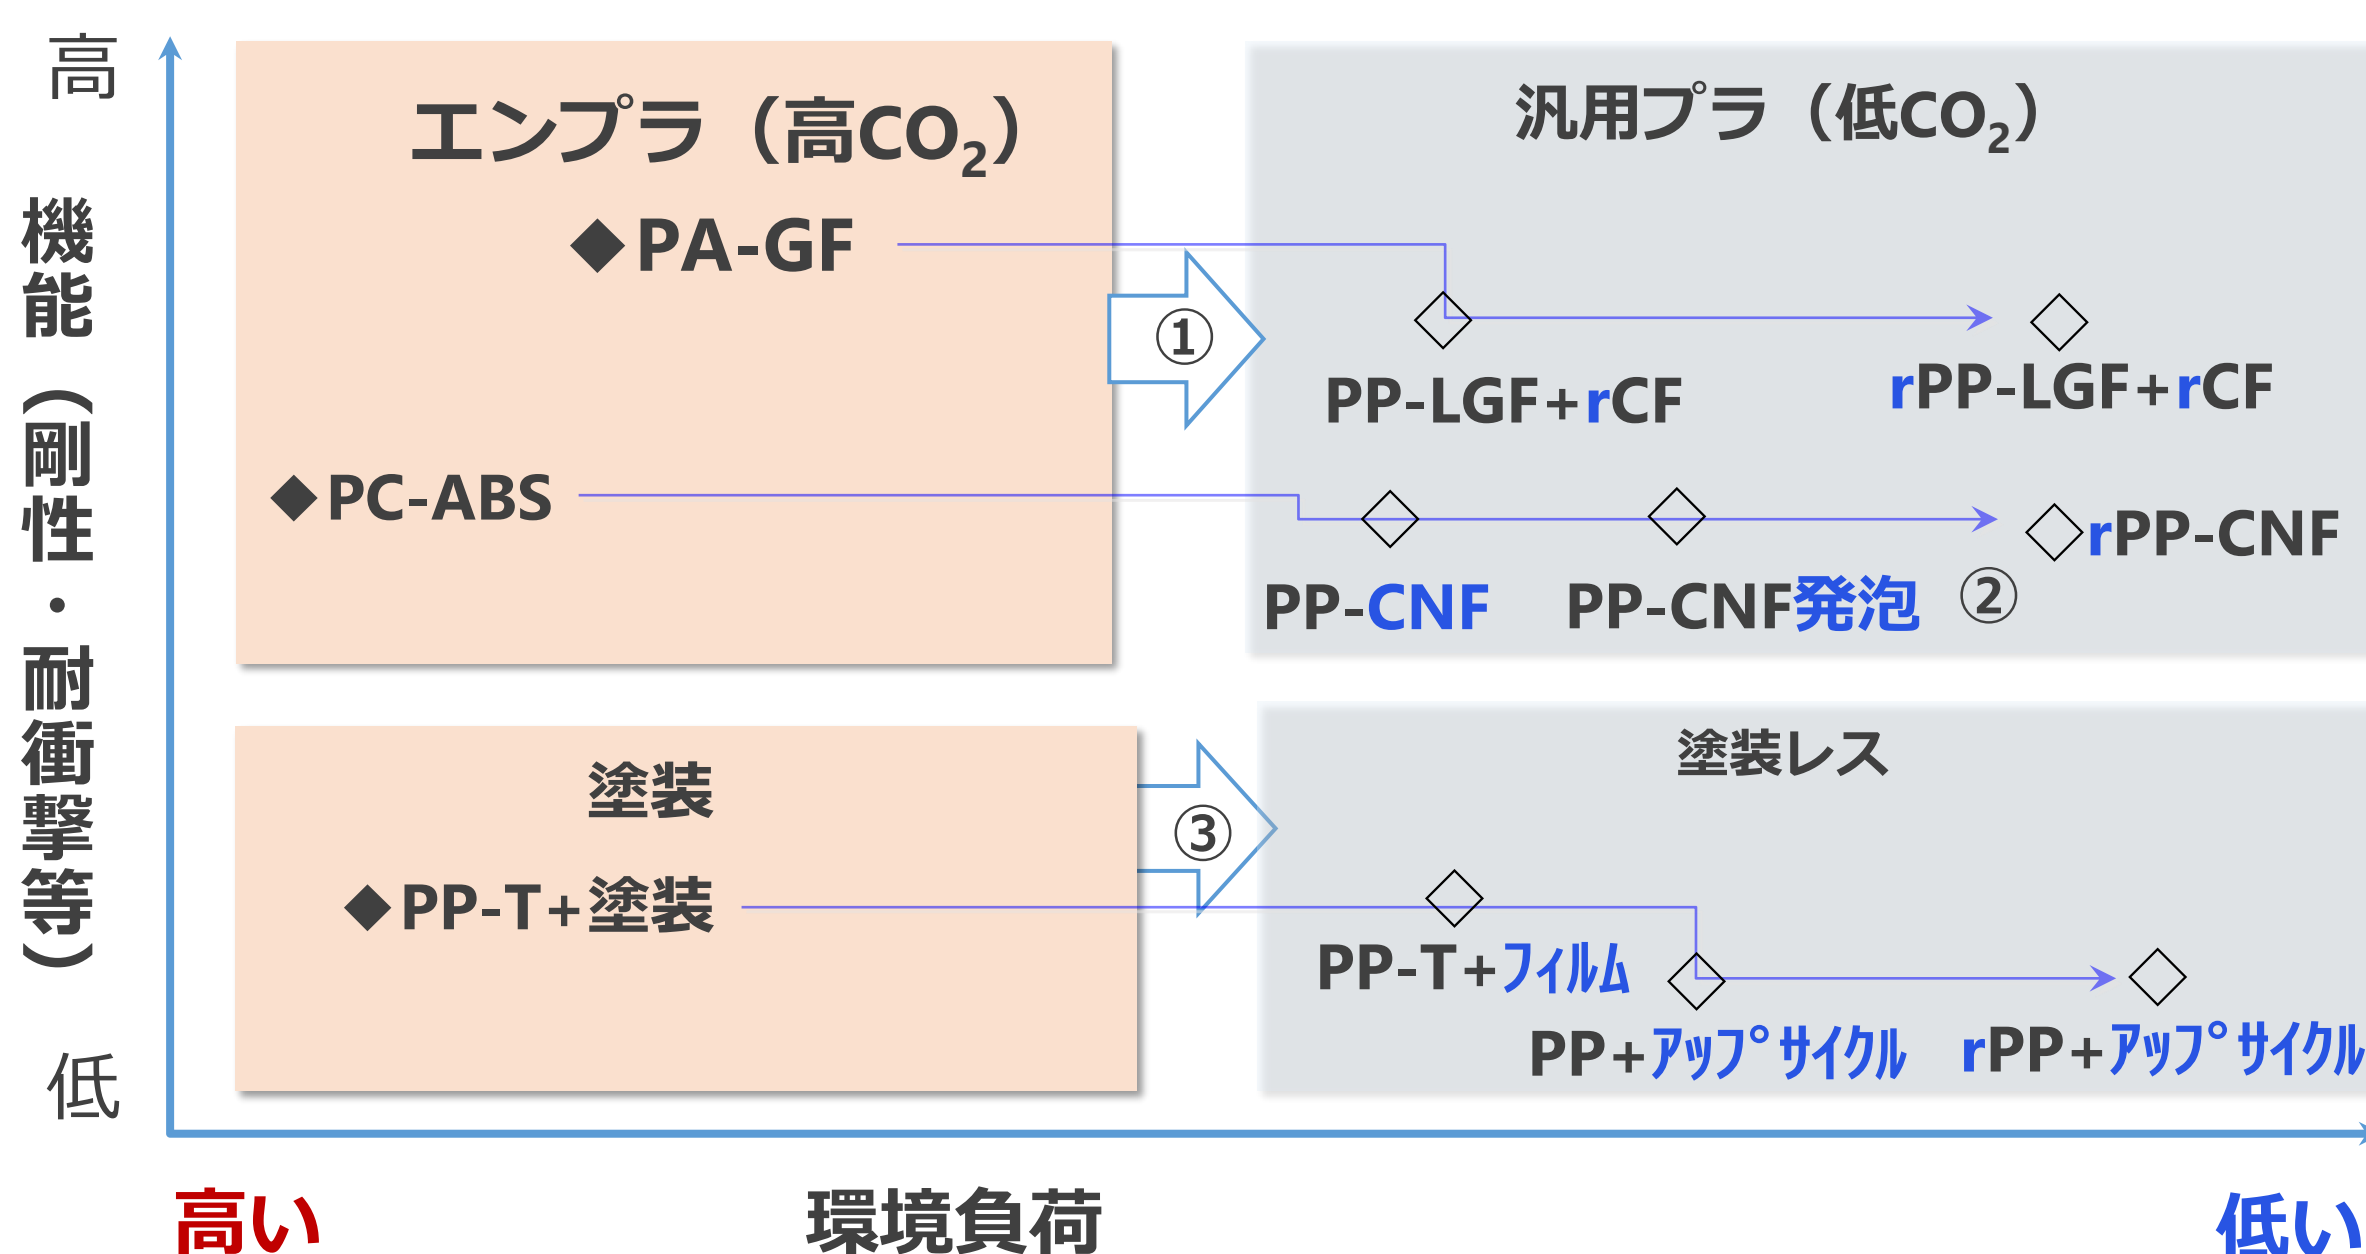 高
機能（剛性・耐衝撃等）
低
エンプラ（高CO₂）
◆PA-GF
◆PC-ABS
①
汎用プラ（低CO₂）
PP-LGF+rCF
rPP-LGF+rCF
PP-CNF
PP-CNF発泡
②
rPP-CNF
塗装
◆PP-T+塗装
③
塗装レス
PP-T+ﾌｨﾙﾑ
PP+ｱｯﾌﾟｻｲｸﾙ
rPP+ｱｯﾌﾟｻｲｸﾙ
高い
環境負荷
低い